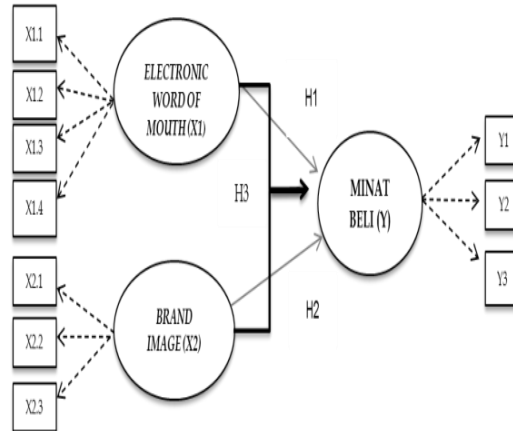 X1.1
X1.2
X1.3
X1.4
ELECTRONIC
WORD OF
MOUTH (X1)
H1
H3
MINAT
BELI (Y)
Y1
Y2
Y3
X2.1
X2.2
X2.3
BRAND
IMAGE (X2)
H2